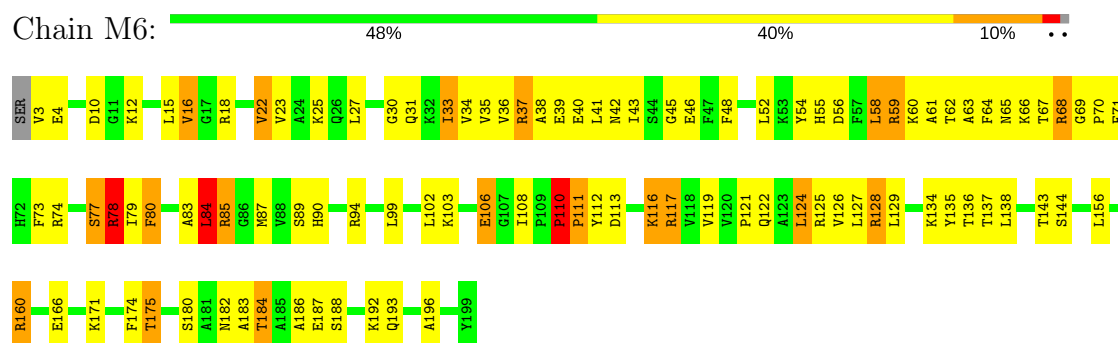 Chain M6:
48% 40% 10% • •
SER V3 E4 D10 G11 K12 L15 V16 G17 R18 V22 V23 A24 K25 Q26 L27 G30 Q31 K32 I33 V34 V35 V36 R37 A38 E39 E40 L41 N42 I43 S44 G45 E46 F47 F48 L52 K53 Y54 H55 D56 F57 L58 R59 K60 A61 T62 A63 F64 N65 K66 T67 R68 G69 P70 F71
H72 F73 R74 S77 R78 I79 F80 A83 L84 R85 G86 M87 V88 S89 H90 R94 L99 L102 K103 E106 G107 I108 P109 P110 P111 Y112 D113 K116 R117 V118 V119 V120 P121 Q122 A123 L124 R125 V126 L127 R128 L129 K134 Y135 T136 T137 L138 T143 S144 L156
R160 E166 K171 F174 T175 S180 A181 N182 A183 T184 A185 A186 E187 S188 K192 Q193 A196 Y199